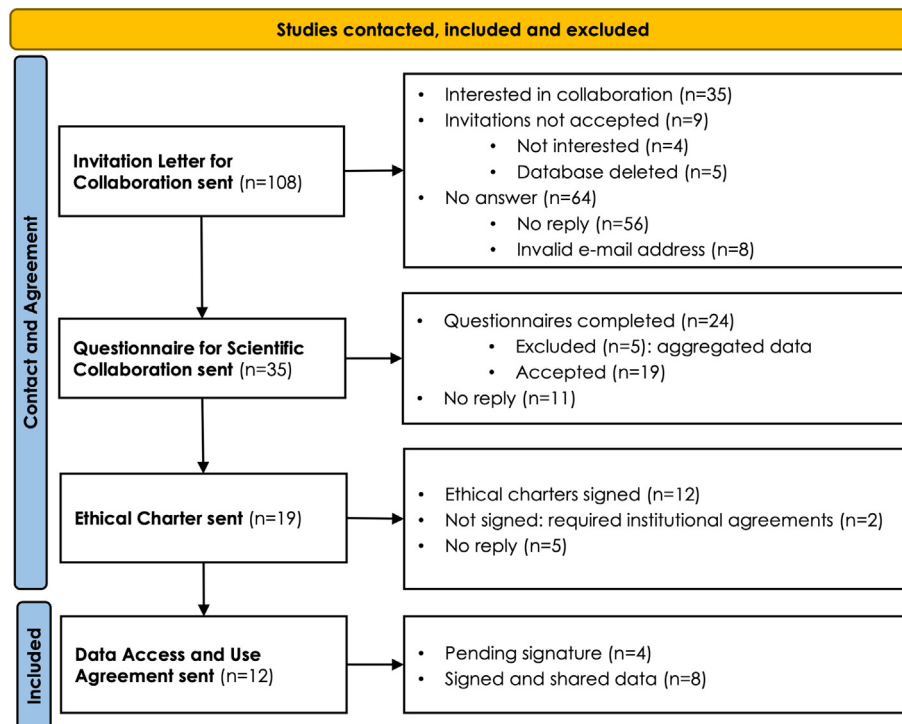 Studies contacted, included and excluded
Contact and Agreement
Invitation Letter for
Collaboration sent (n=108)
• Interested in collaboration (n=35)
• Invitations not accepted (n=9)
• Not interested (n=4)
• Database deleted (n=5)
• No answer (n=64)
• No reply (n=56)
• Invalid e-mail address (n=8)
Questionnaire for Scientific
Collaboration sent (n=35)
• Questionnaires completed (n=24)
• Excluded (n=5): aggregated data
• Accepted (n=19)
• No reply (n=11)
Ethical Charter sent (n=19)
• Ethical charters signed (n=12)
• Not signed: required institutional agreements (n=2)
• No reply (n=5)
Included
Data Access and Use
Agreement sent (n=12)
• Pending signature (n=4)
• Signed and shared data (n=8)